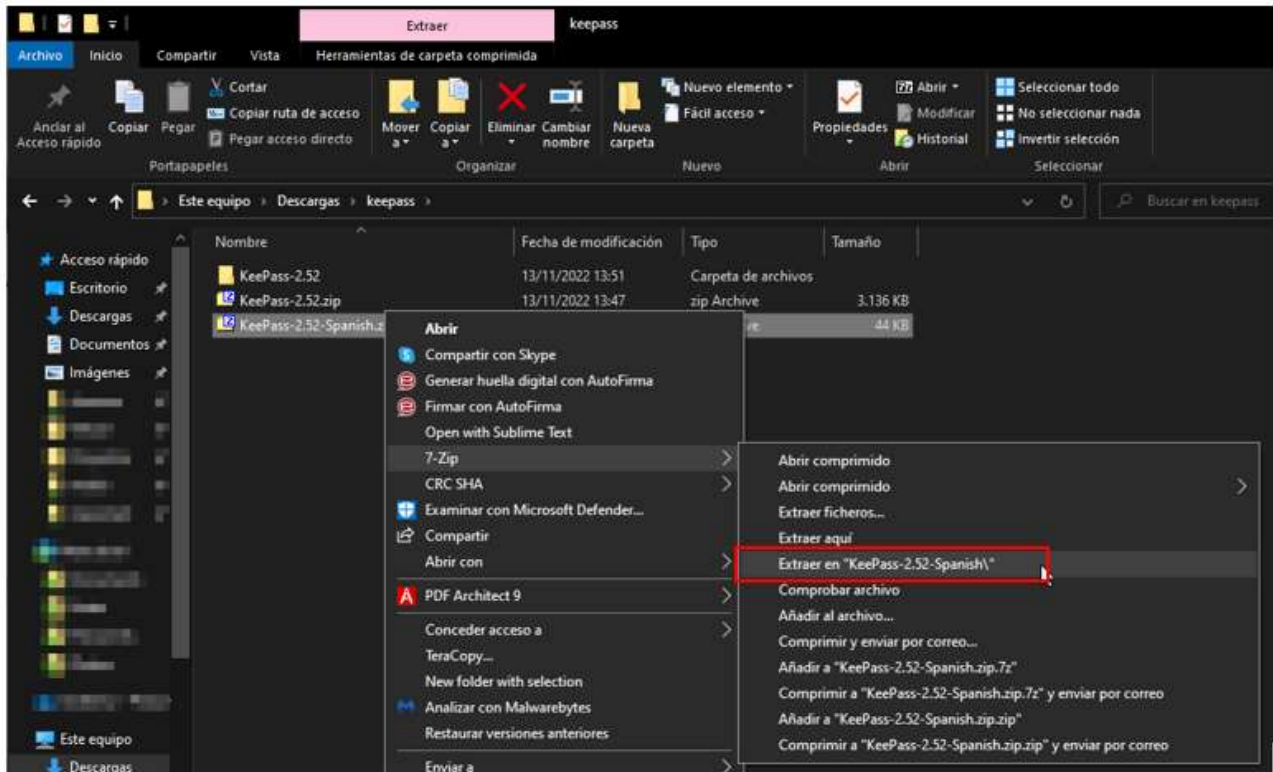 Extraer
keepass
Archivo Inicio Compartir Vista Herramientas de carpeta comprimida
Anclar al Acceso rápido
Copiar
Pegar
Cortar
Copiar ruta de acceso
Pegar acceso directo
Portapapeles
Mover a
Copiar a
Eliminar
Cambiar nombre
Organizar
Nueva carpeta
Nuevo elemento
Fácil acceso
Nuevo
Propiedades
Abrir
Modificar
Historial
Abrir
Seleccionar todo
No seleccionar nada
Invertir selección
Seleccionar
Este equipo › Descargas › keepass ›
Buscar en keepass
Acceso rápido
Escritorio
Descargas
Documentos
Imágenes
Este equipo
Descargas
Nombre Fecha de modificación Tipo Tamaño
KeePass-2.52 13/11/2022 13:51 Carpeta de archivos
KeePass-2.52.zip 13/11/2022 13:47 zip Archive 3.136 KB
KeePass-2.52-Spanish.z 44 KB
Abrir
Compartir con Skype
Generar huella digital con AutoFirma
Firmar con AutoFirma
Open with Sublime Text
7-Zip
CRC SHA
Examinar con Microsoft Defender...
Compartir
Abrir con
PDF Architect 9
Conceder acceso a
TeraCopy...
New folder with selection
Analizar con Malwarebytes
Restaurar versiones anteriores
Enviar a
Abrir comprimido
Abrir comprimido
Extraer ficheros...
Extraer aquí
Extraer en "KeePass-2.52-Spanish\"
Comprobar archivo
Añadir al archivo...
Comprimir y enviar por correo...
Añadir a "KeePass-2.52-Spanish.zip.7z"
Comprimir a "KeePass-2.52-Spanish.zip.7z" y enviar por correo
Añadir a "KeePass-2.52-Spanish.zip.zip"
Comprimir a "KeePass-2.52-Spanish.zip.zip" y enviar por correo